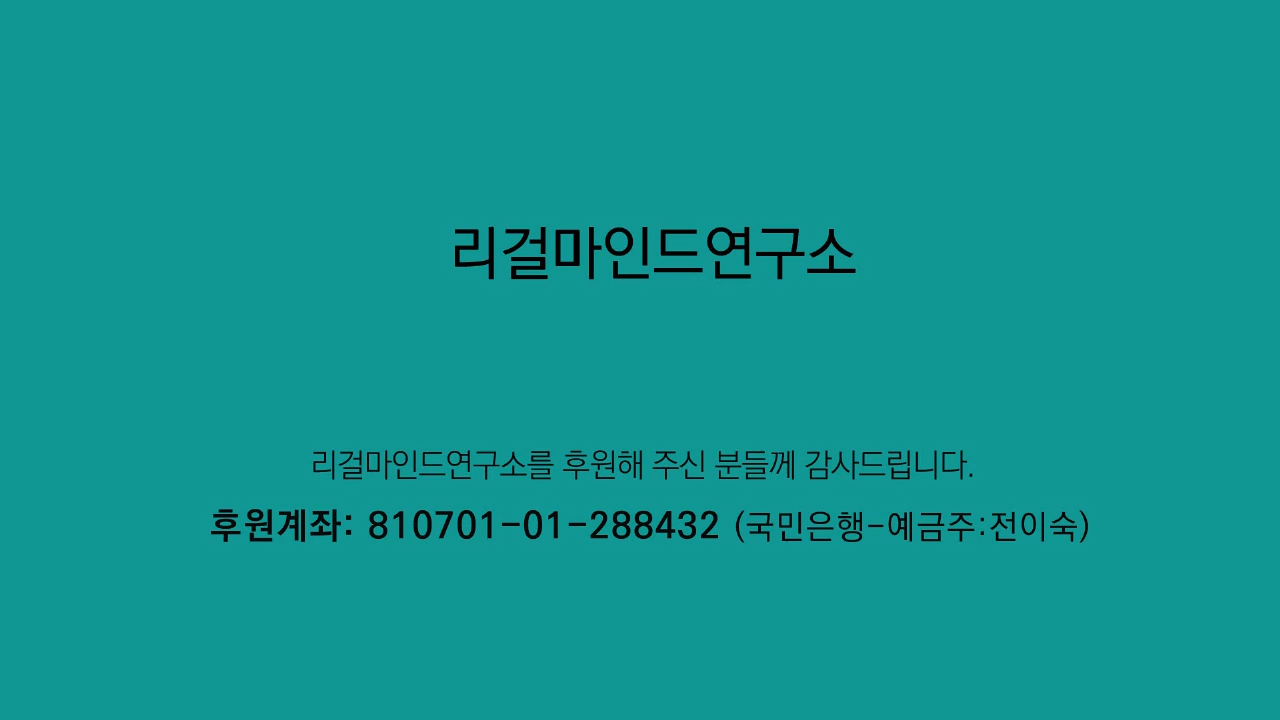 리걸마인드연구소
리걸마인드연구소를 후원해 주신 분들께 감사드립니다.
후원계좌: 810701-01-288432 (국민은행-예금주:전이숙)